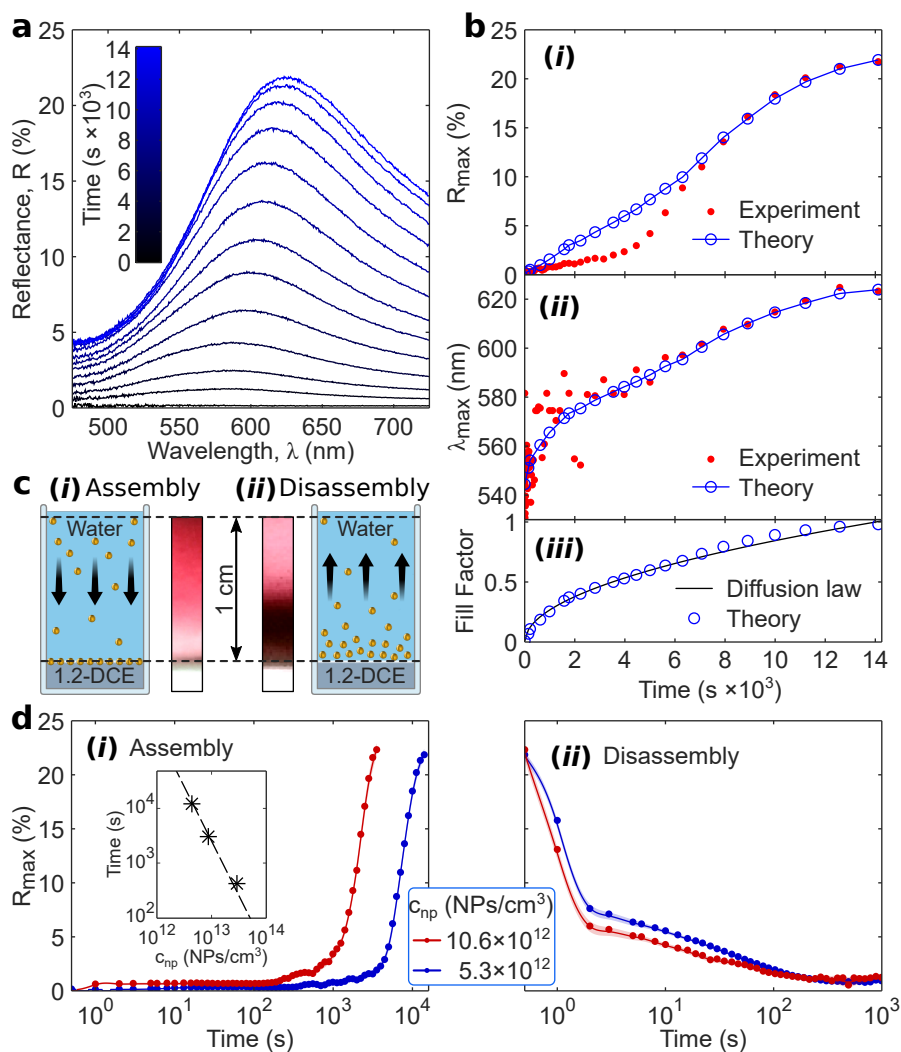 a
Time (s ×10³)
14
12
10
8
6
4
2
0
Reflectance, R (%)
25
20
15
10
5
0
500 550 600 650 700
Wavelength, λ (nm)
b
(i)
R_max (%)
25
20
15
10
5
0
Experiment
Theory
(ii)
λ_max (nm)
620
600
580
560
540
Experiment
Theory
(iii)
Fill Factor
1
0.5
0
Diffusion law
Theory
0 2 4 6 8 10 12 14
Time (s ×10³)
c
(i) Assembly
(ii) Disassembly
Water
1 cm
Water
1.2-DCE
1.2-DCE
d
(i) Assembly
R_max (%)
25
20
15
10
5
0
Time (s)
10⁴
10³
10²
10¹² 10¹³ 10¹⁴
c_np (NPs/cm³)
10⁰ 10¹ 10² 10³ 10⁴
Time (s)
c_np (NPs/cm³)
10.6×10¹²
5.3×10¹²
(ii) Disassembly
10⁰ 10¹ 10² 10³
Time (s)